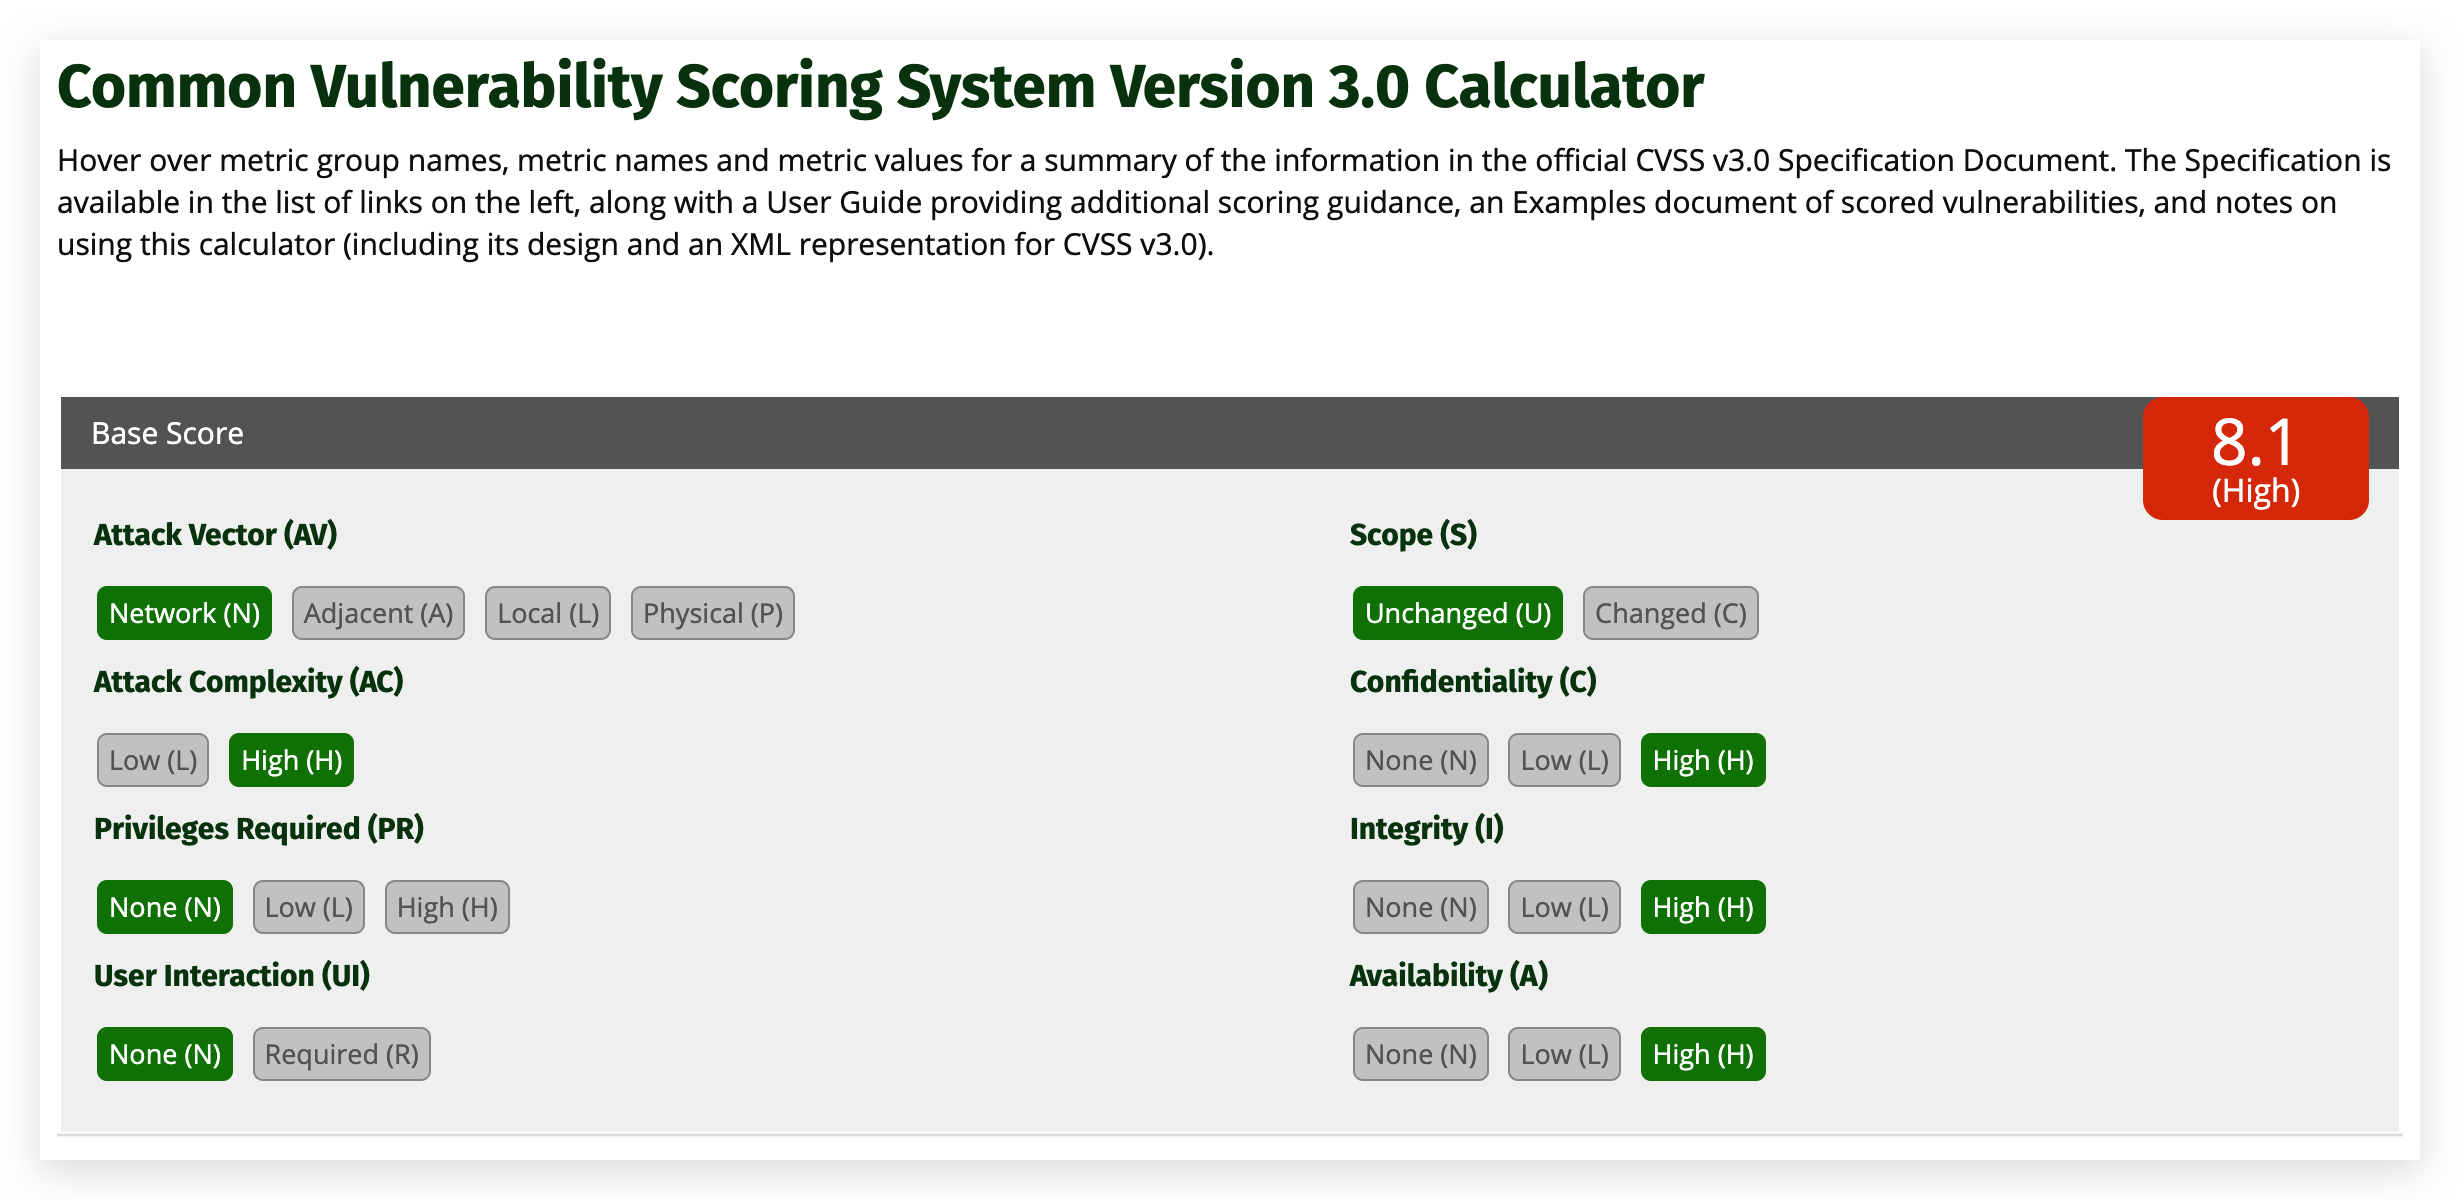 Common Vulnerability Scoring System Version 3.0 Calculator
Hover over metric group names, metric names and metric values for a summary of the information in the official CVSS v3.0 Specification Document. The Specification is
available in the list of links on the left, along with a User Guide providing additional scoring guidance, an Examples document of scored vulnerabilities, and notes on
using this calculator (including its design and an XML representation for CVSS v3.0).
Base Score
8.1
(High)
Attack Vector (AV)
Network (N) Adjacent (A) Local (L) Physical (P)
Attack Complexity (AC)
Low (L) High (H)
Privileges Required (PR)
None (N) Low (L) High (H)
User Interaction (UI)
None (N) Required (R)
Scope (S)
Unchanged (U) Changed (C)
Confidentiality (C)
None (N) Low (L) High (H)
Integrity (I)
None (N) Low (L) High (H)
Availability (A)
None (N) Low (L) High (H)